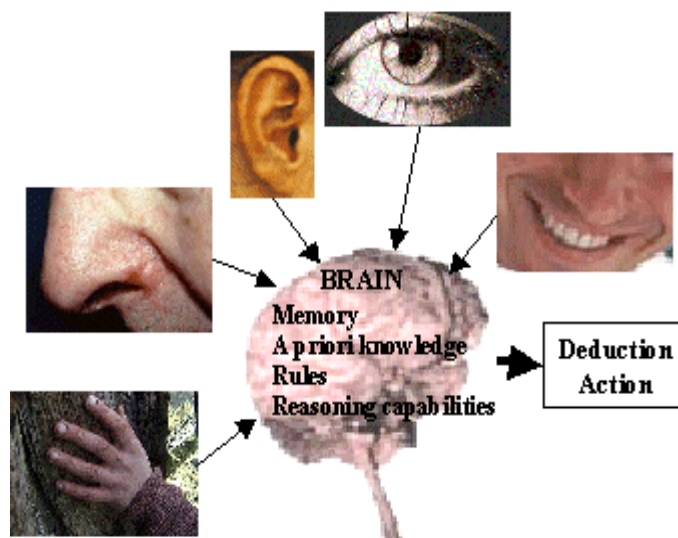 BRAIN
Memory
A priori knowledge
Rules
Reasoning capabilities
Deduction
Action